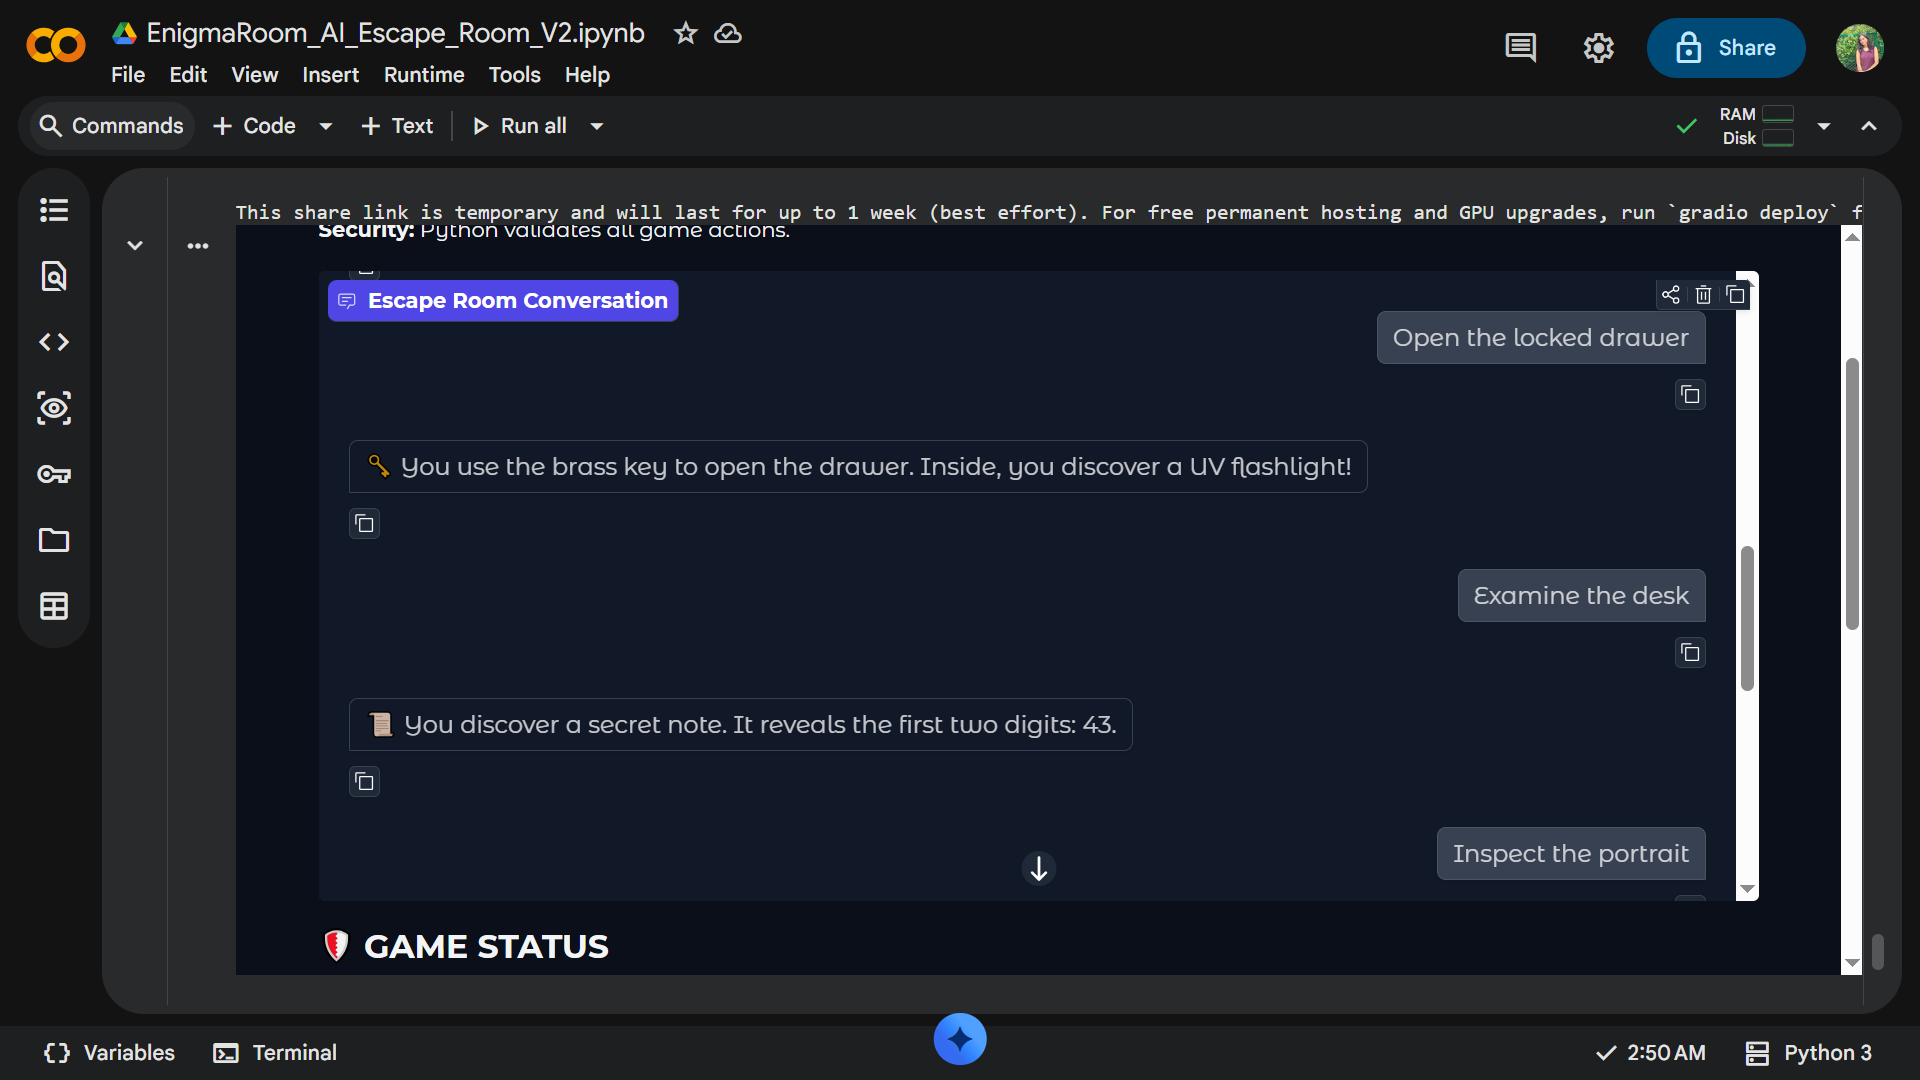 EnigmaRoom_AI_Escape_Room_V2.ipynb
File Edit View Insert Runtime Tools Help
Share
Commands + Code + Text Run all
RAM
Disk
This share link is temporary and will last for up to 1 week (best effort). For free permanent hosting and GPU upgrades, run `gradio deploy` f
Security: Python validates all game actions.
Escape Room Conversation
Open the locked drawer
You use the brass key to open the drawer. Inside, you discover a UV flashlight!
Examine the desk
You discover a secret note. It reveals the first two digits: 43.
Inspect the portrait
GAME STATUS
Variables Terminal 2:50 AM Python 3